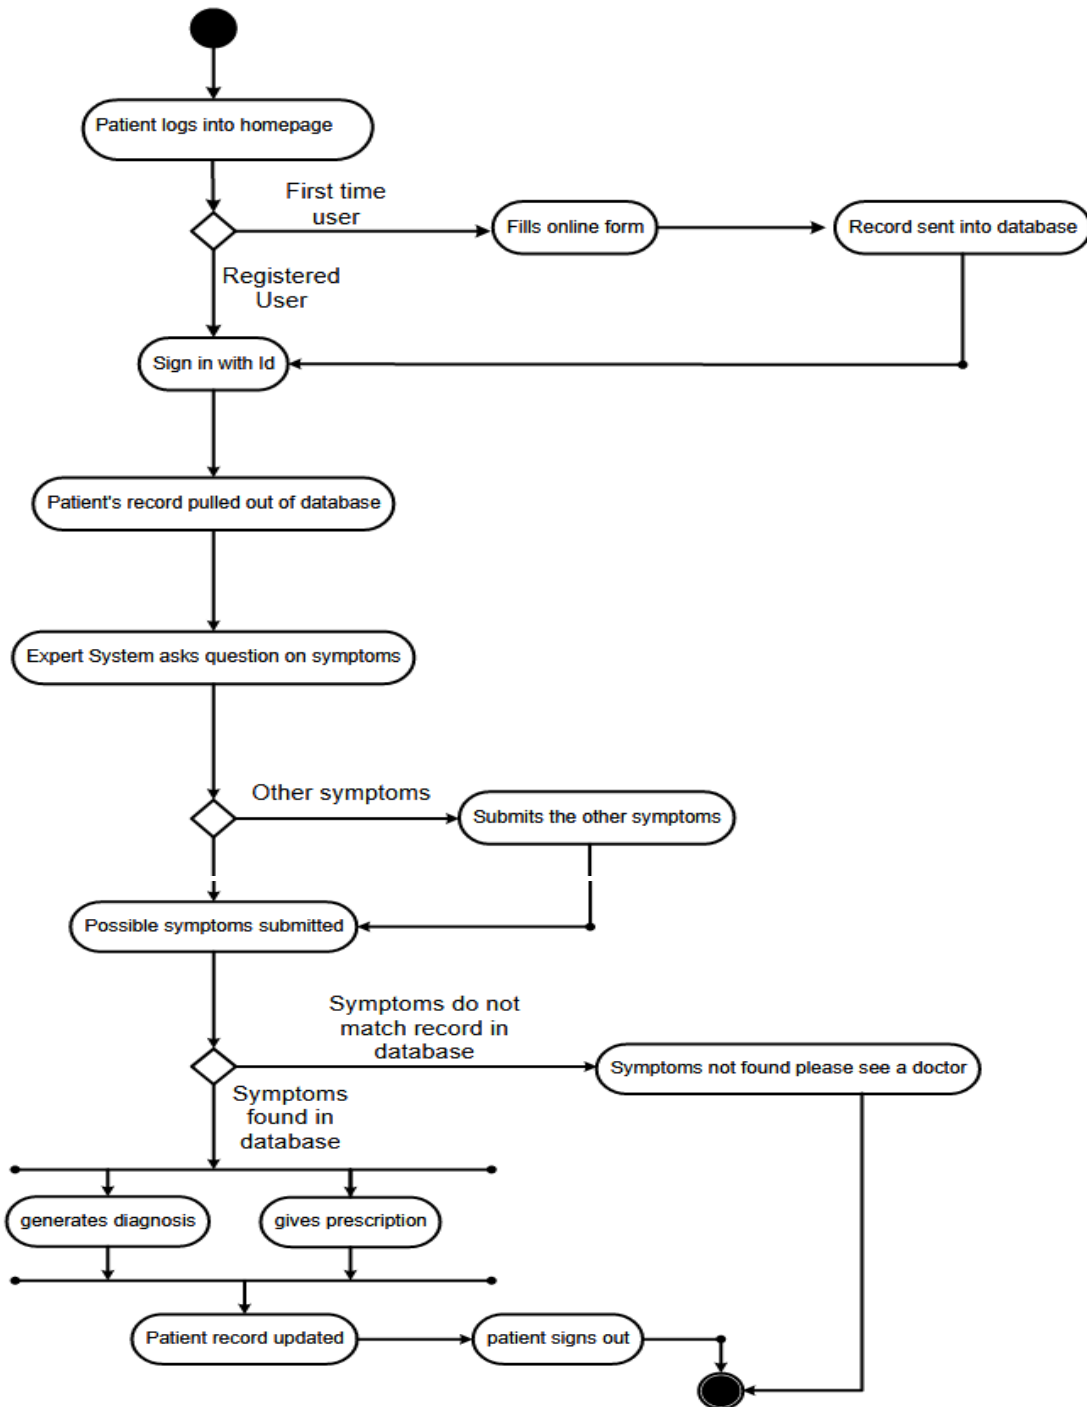 Patient logs into homepage
First time
user
Fills online form
Record sent into database
Registered
User
Sign in with Id
Patient's record pulled out of database
Expert System asks question on symptoms
Other symptoms
Submits the other symptoms
Possible symptoms submitted
Symptoms do not
match record in
database
Symptoms not found please see a doctor
Symptoms
found in
database
generates diagnosis
gives prescription
Patient record updated
patient signs out